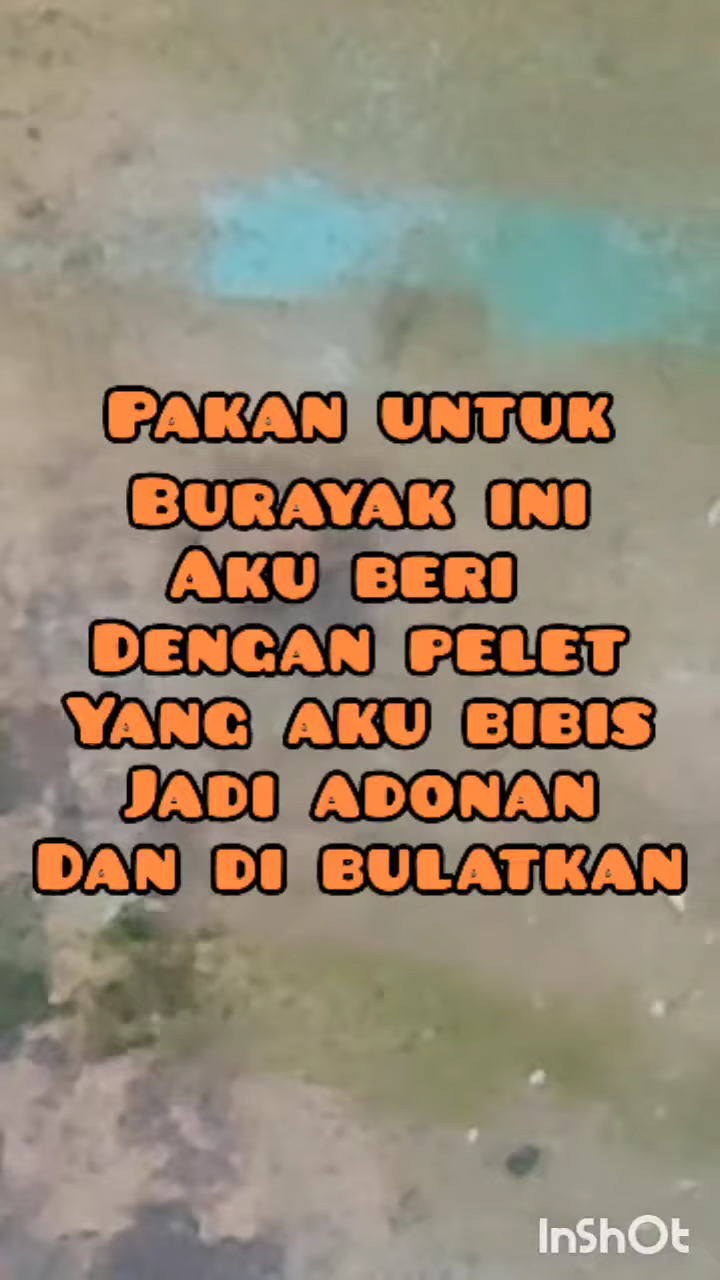 Pakan untuk
Burayak ini
Aku beri
Dengan pelet
Yang aku bibis
Jadi adonan
Dan di bulatkan
InShOt